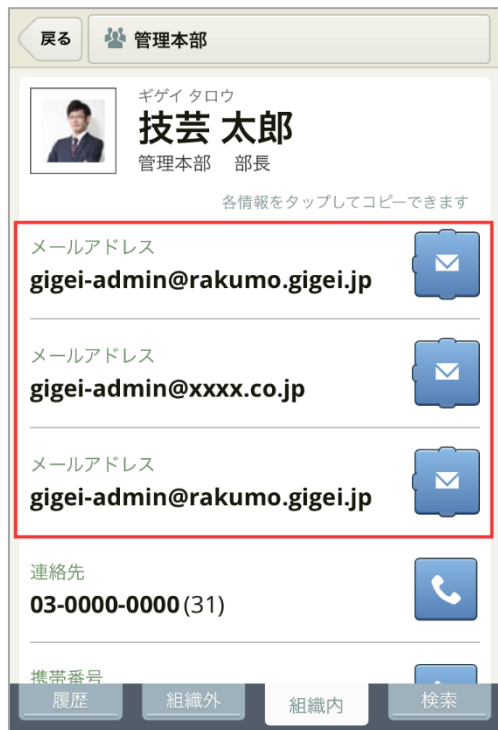 戻る
管理本部
ギゲイ タロウ
技芸 太郎
管理本部 部長
各情報をタップしてコピーできます
メールアドレス
gigei-admin@rakumo.gigei.jp
メールアドレス
gigei-admin@xxxx.co.jp
メールアドレス
gigei-admin@rakumo.gigei.jp
連絡先
03-0000-0000(31)
携帯番号
履歴 組織外 組織内 検索